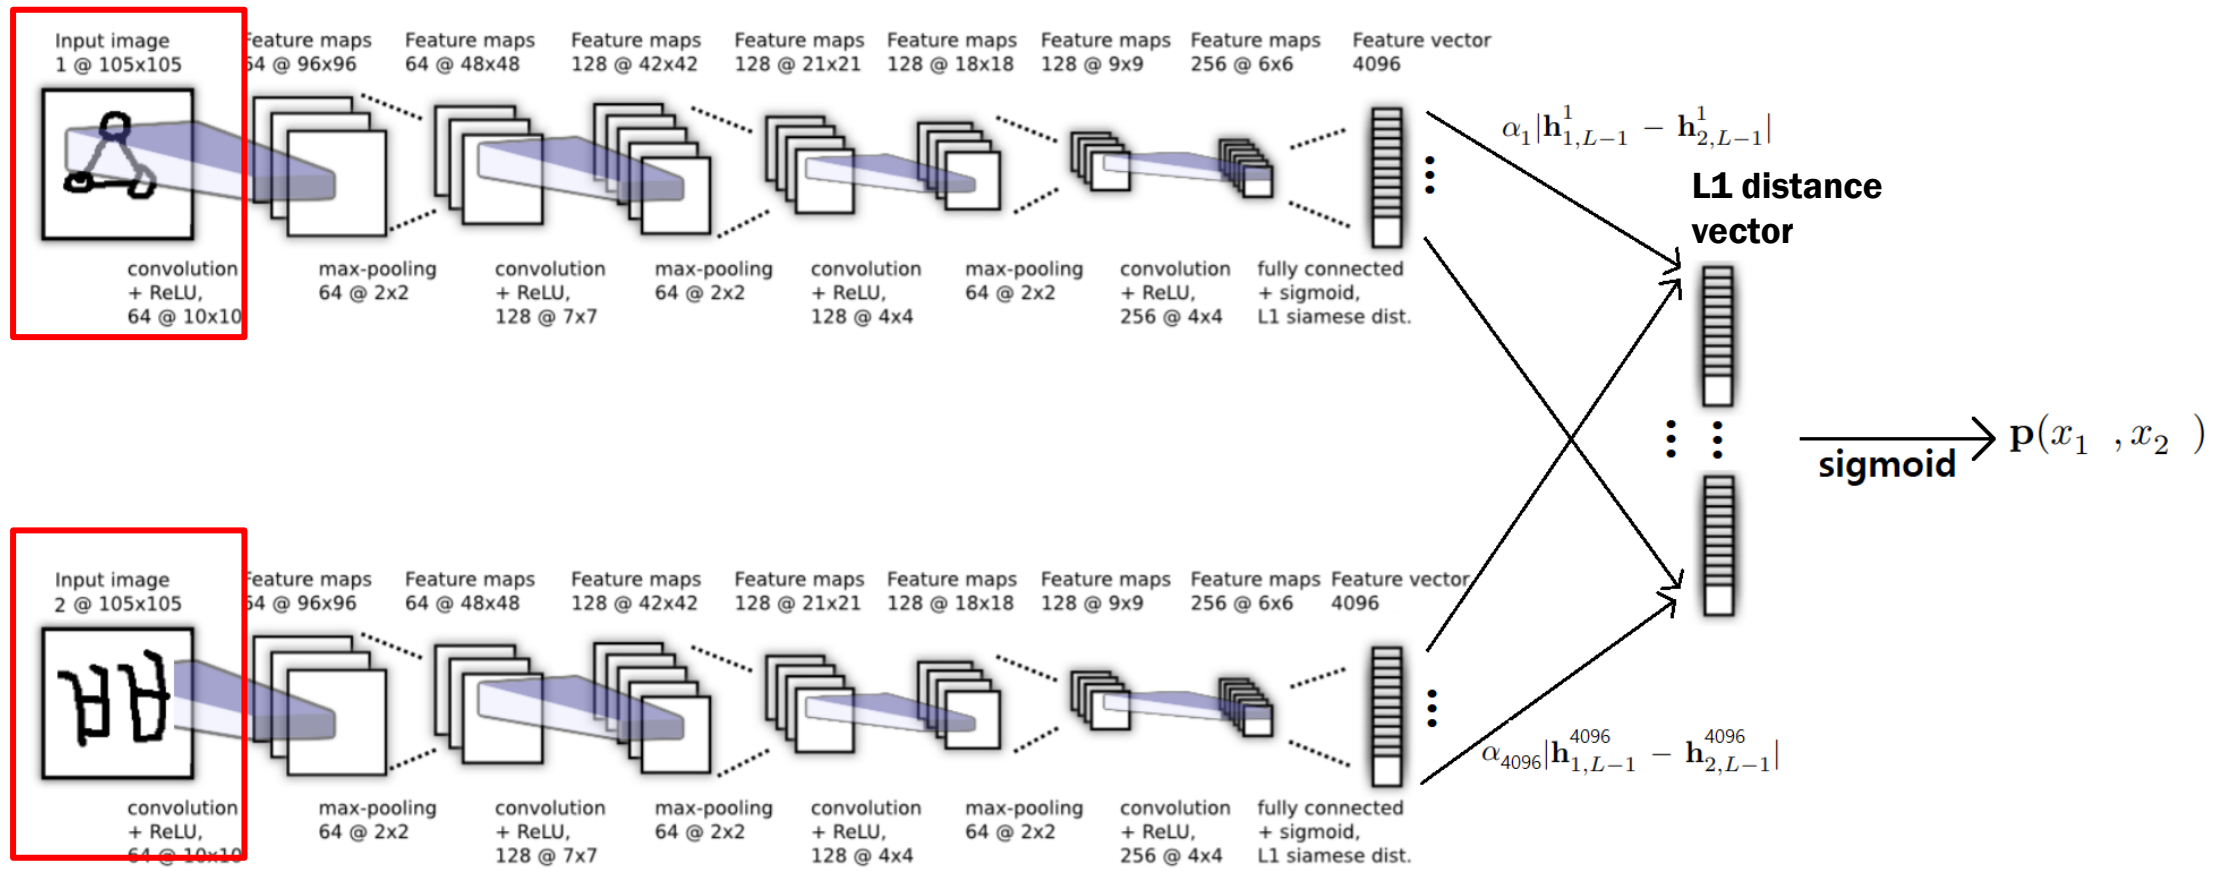 Input image
1 @ 105x105
Feature maps
64 @ 96x96
Feature maps
64 @ 48x48
Feature maps
128 @ 42x42
Feature maps
128 @ 21x21
Feature maps
128 @ 18x18
Feature maps
128 @ 9x9
Feature maps
256 @ 6x6
Feature vector
4096
convolution
+ ReLU,
64 @ 10x10
max-pooling
64 @ 2x2
convolution
+ ReLU,
128 @ 7x7
max-pooling
64 @ 2x2
convolution
+ ReLU,
128 @ 4x4
max-pooling
64 @ 2x2
convolution
+ ReLU,
256 @ 4x4
fully connected
+ sigmoid,
L1 siamese dist.
α₁|h¹₁,L−1 − h¹₂,L−1|
L1 distance
vector
sigmoid
p(x₁ , x₂ )
Input image
2 @ 105x105
Feature maps
64 @ 96x96
Feature maps
64 @ 48x48
Feature maps
128 @ 42x42
Feature maps
128 @ 21x21
Feature maps
128 @ 18x18
Feature maps
128 @ 9x9
Feature maps
256 @ 6x6
Feature vector
4096
convolution
+ ReLU,
64 @ 10x10
max-pooling
64 @ 2x2
convolution
+ ReLU,
128 @ 7x7
max-pooling
64 @ 2x2
convolution
+ ReLU,
128 @ 4x4
max-pooling
64 @ 2x2
convolution
+ ReLU,
256 @ 4x4
fully connected
+ sigmoid,
L1 siamese dist.
α₄₀₉₆|h⁴⁰⁹⁶₁,L−1 − h⁴⁰⁹⁶₂,L−1|